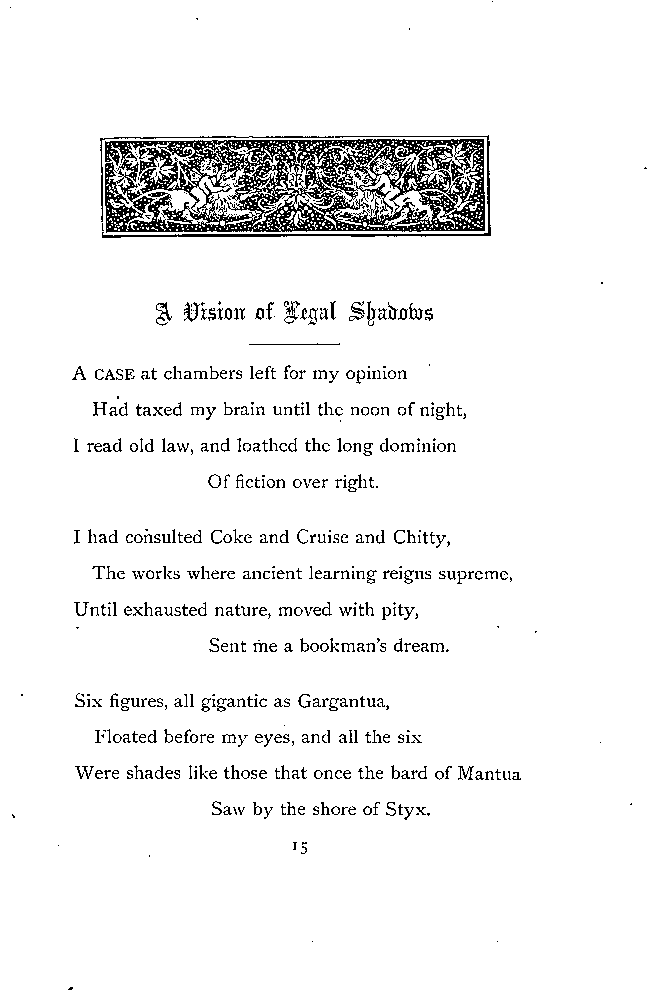 A Vision of Legal Shadows
A CASE at chambers left for my opinion
Had taxed my brain until the noon of night,
I read old law, and loathed the long dominion
Of fiction over right.
I had consulted Coke and Cruise and Chitty,
The works where ancient learning reigns supreme,
Until exhausted nature, moved with pity,
Sent me a bookman's dream.
Six figures, all gigantic as Gargantua,
Floated before my eyes, and all the six
Were shades like those that once the bard of Mantua
Saw by the shore of Styx.
15